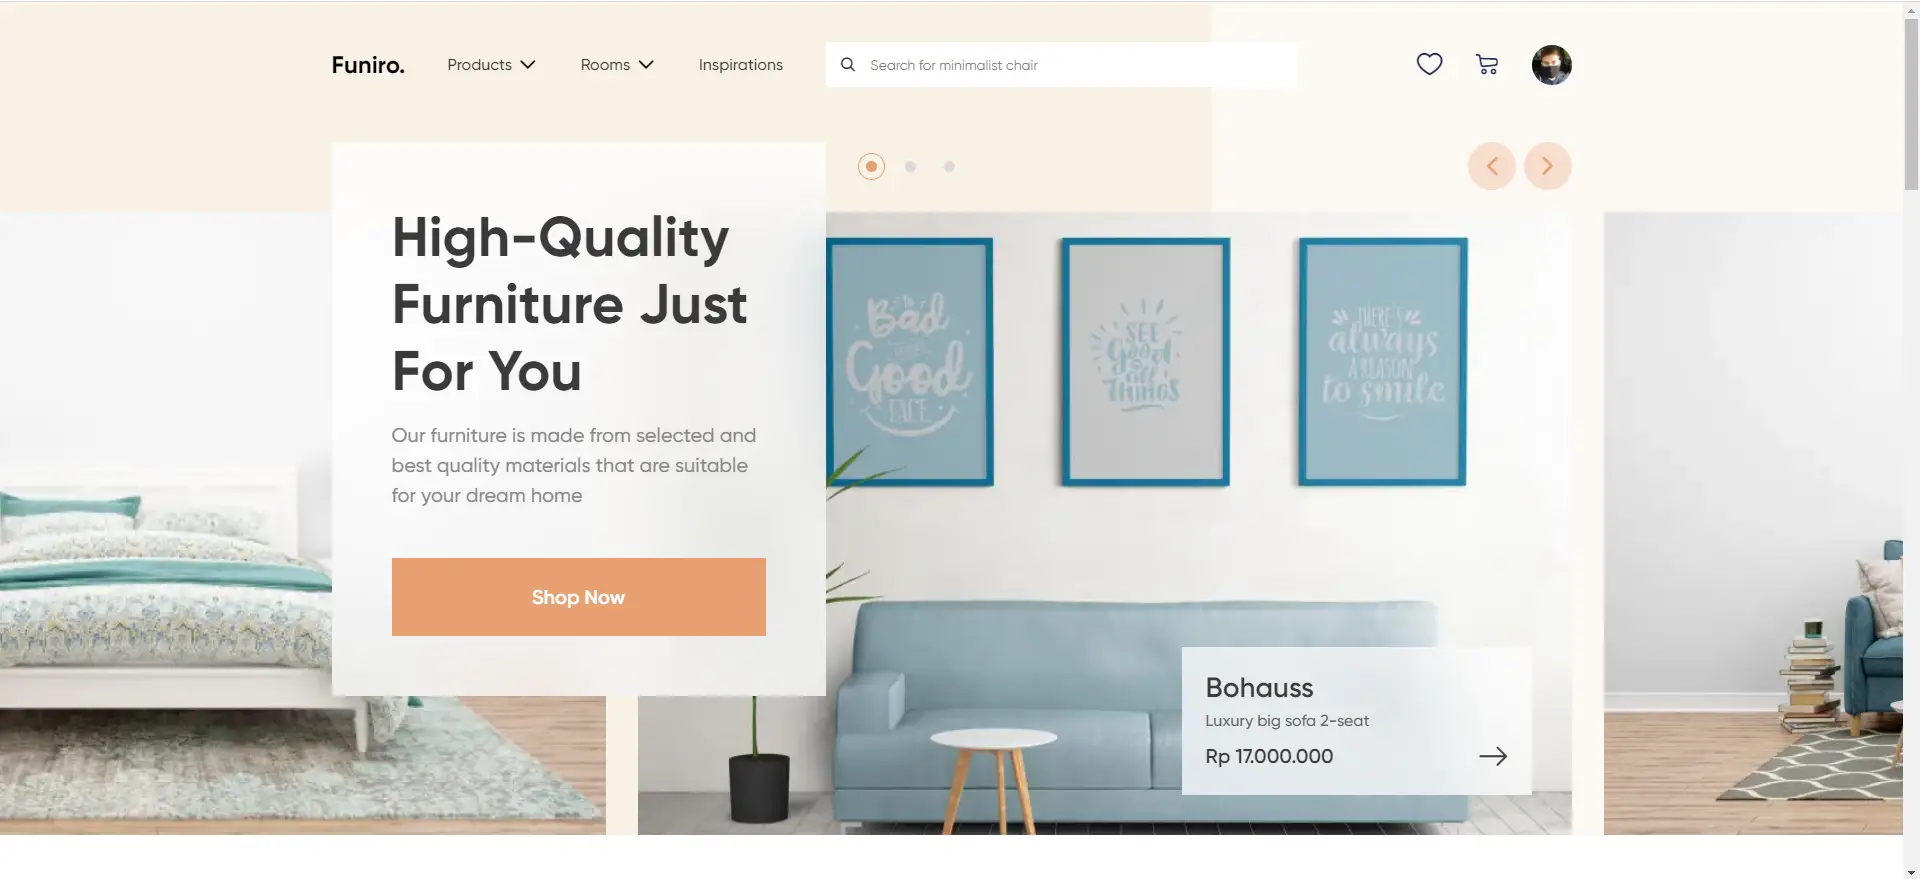 Funiro.
Products
Rooms
Inspirations
Search for minimalist chair
High-Quality
Furniture Just
For You
Our furniture is made from selected and
best quality materials that are suitable
for your dream home
Shop Now
Bad
Good
FACE
SEE
Good
ALL
THINGS
THERE'S
always
A REASON
to smile
Bohauss
Luxury big sofa 2-seat
Rp 17.000.000